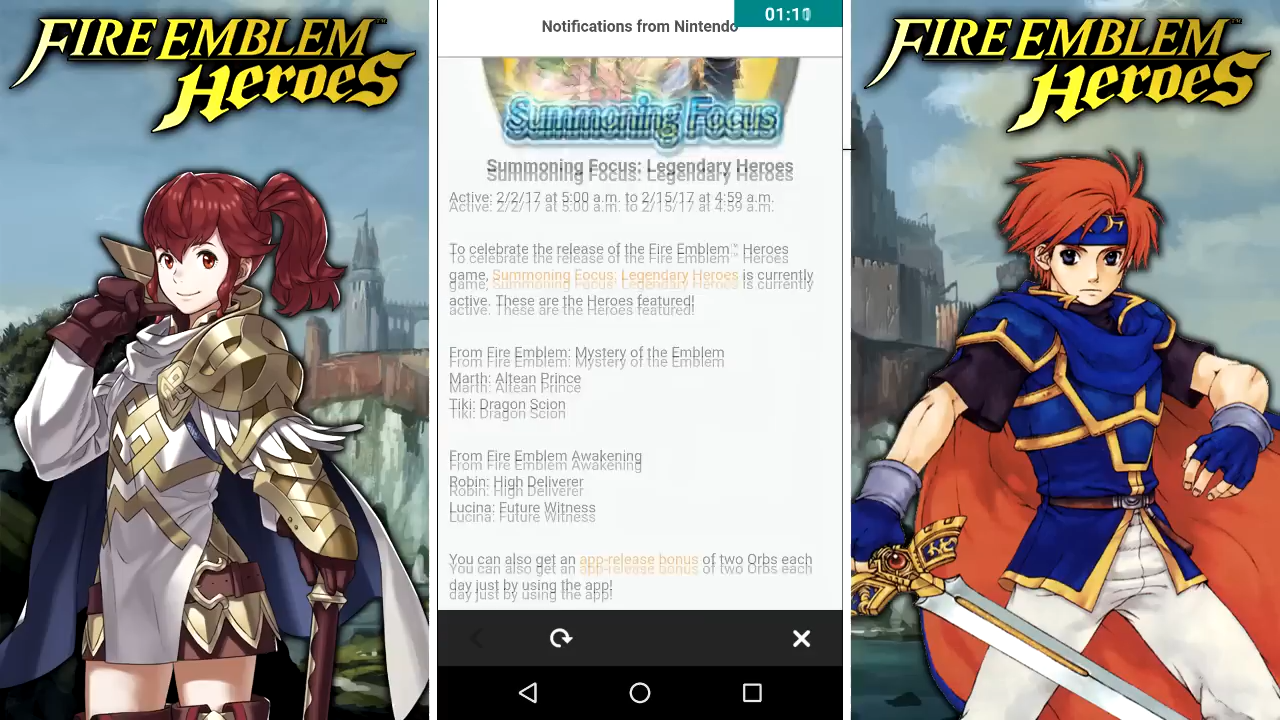 FIRE EMBLEM™
Heroes
01:10
Notifications from Nintendo
Summoning Focus
Summoning Focus: Legendary Heroes
Active: 2/2/17 at 5:00 a.m. to 2/15/17 at 4:59 a.m.
To celebrate the release of the Fire Emblem™ Heroes
game, Summoning Focus: Legendary Heroes is currently
active. These are the Heroes featured!
From Fire Emblem: Mystery of the Emblem
Marth: Altean Prince
Tiki: Dragon Scion
From Fire Emblem Awakening
Robin: High Deliverer
Lucina: Future Witness
You can also get an app-release bonus of two Orbs each
day just by using the app!
FIRE EMBLEM™
Heroes